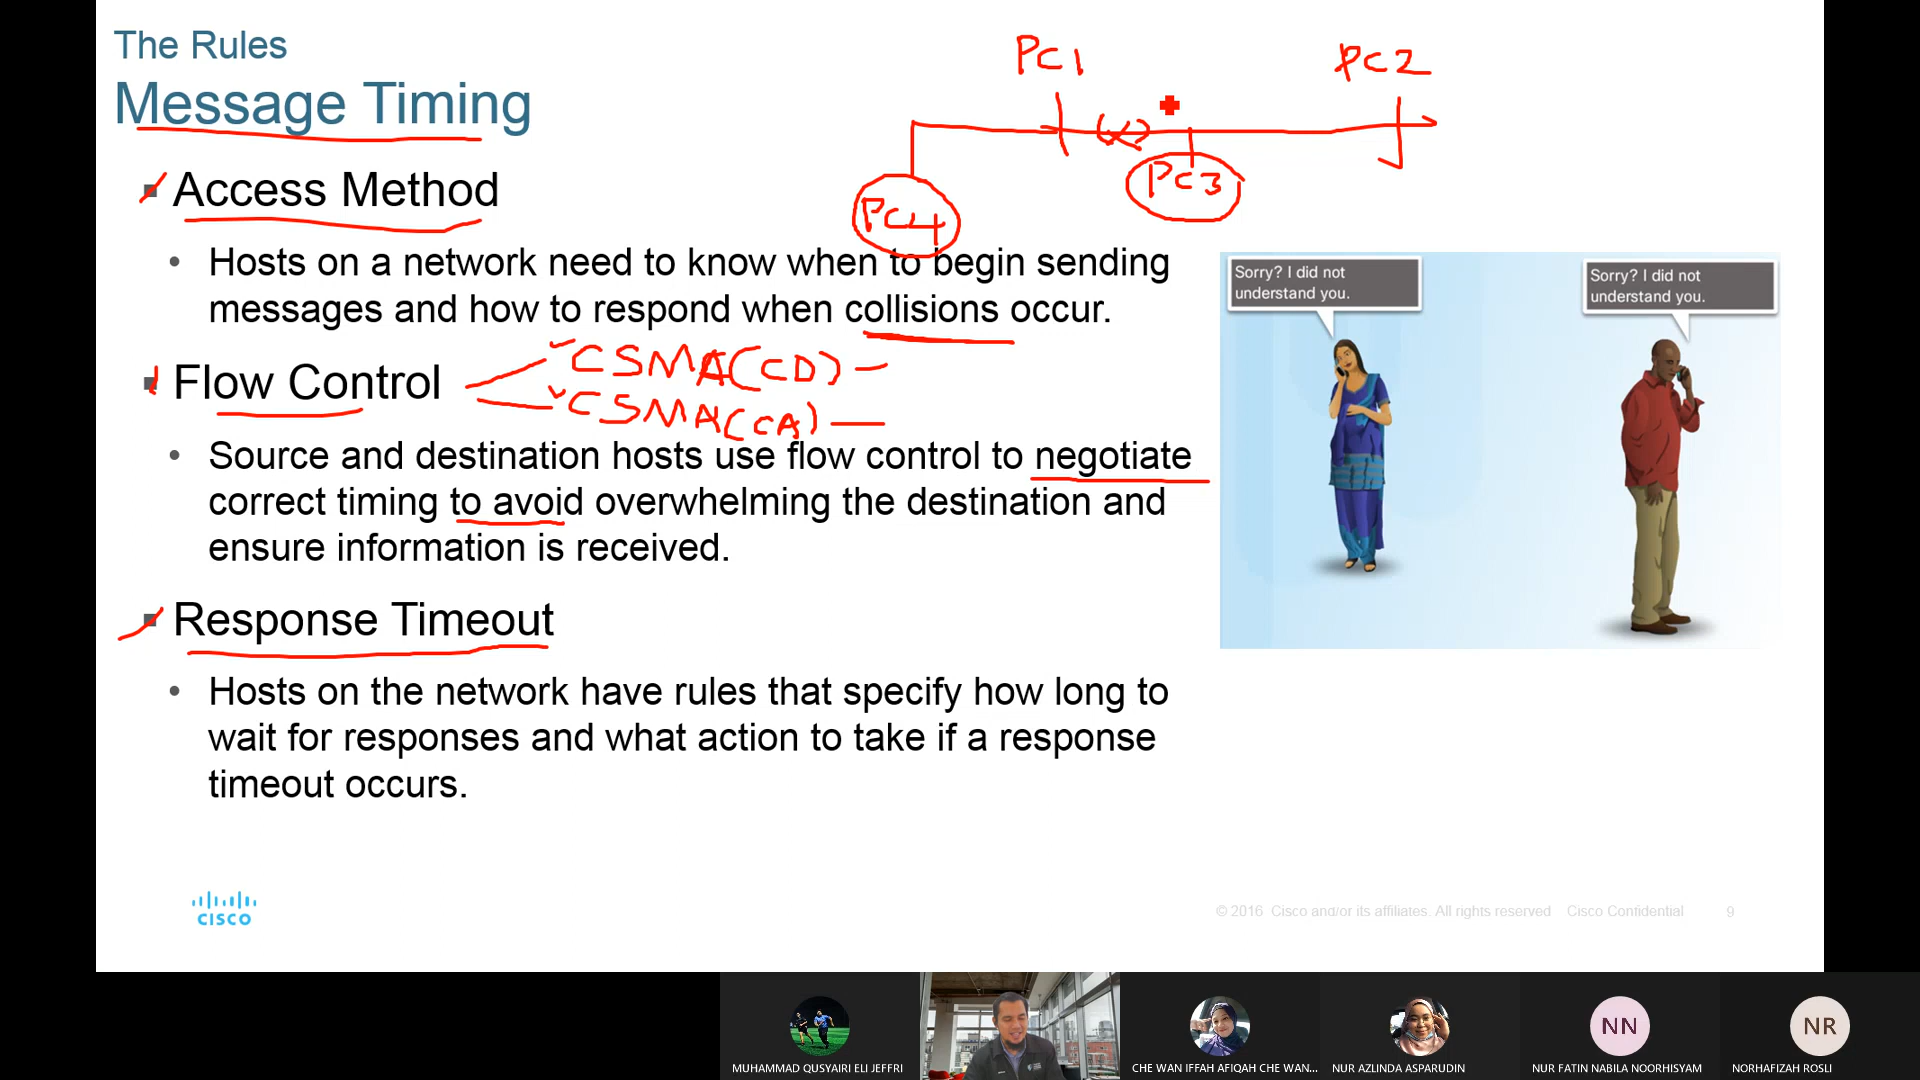 The Rules
Message Timing
PC1
PC2
PC3
PC4
Access Method
Hosts on a network need to know when to begin sending
messages and how to respond when collisions occur.
CSMA(CD)
Flow Control
CSMA(CA)
Source and destination hosts use flow control to negotiate
correct timing to avoid overwhelming the destination and
ensure information is received.
Response Timeout
Hosts on the network have rules that specify how long to
wait for responses and what action to take if a response
timeout occurs.
Sorry? I did not
understand you.
Sorry? I did not
understand you.
CISCO
© 2016 Cisco and/or its affiliates. All rights reserved Cisco Confidential 9
NN
NR
MUHAMMAD QUSYAIRI ELI JEFFRI
CHE WAN IFFAH AFIQAH CHE WAN...
NUR AZLINDA ASPARUDIN
NUR FATIN NABILA NOORHISYAM
NORHAFIZAH ROSLI